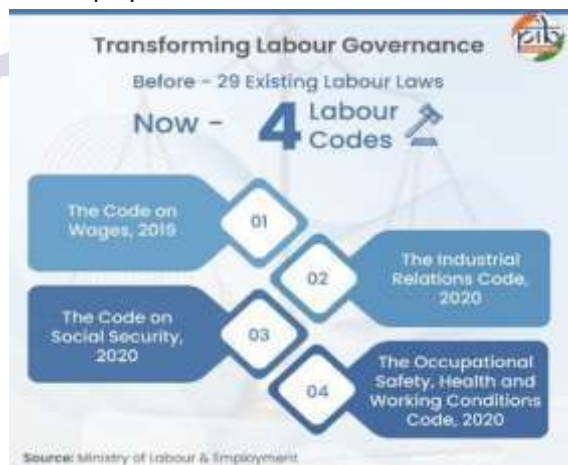 Transforming Labour Governance
pib
Before - 29 Existing Labour Laws
Now - 4 Labour Codes
01
The Code on
Wages, 2019
02
The Industrial
Relations Code,
2020
03
The Code on
Social Security,
2020
04
The Occupational
Safety, Health and
Working Conditions
Code, 2020
Source: Ministry of Labour & Employment